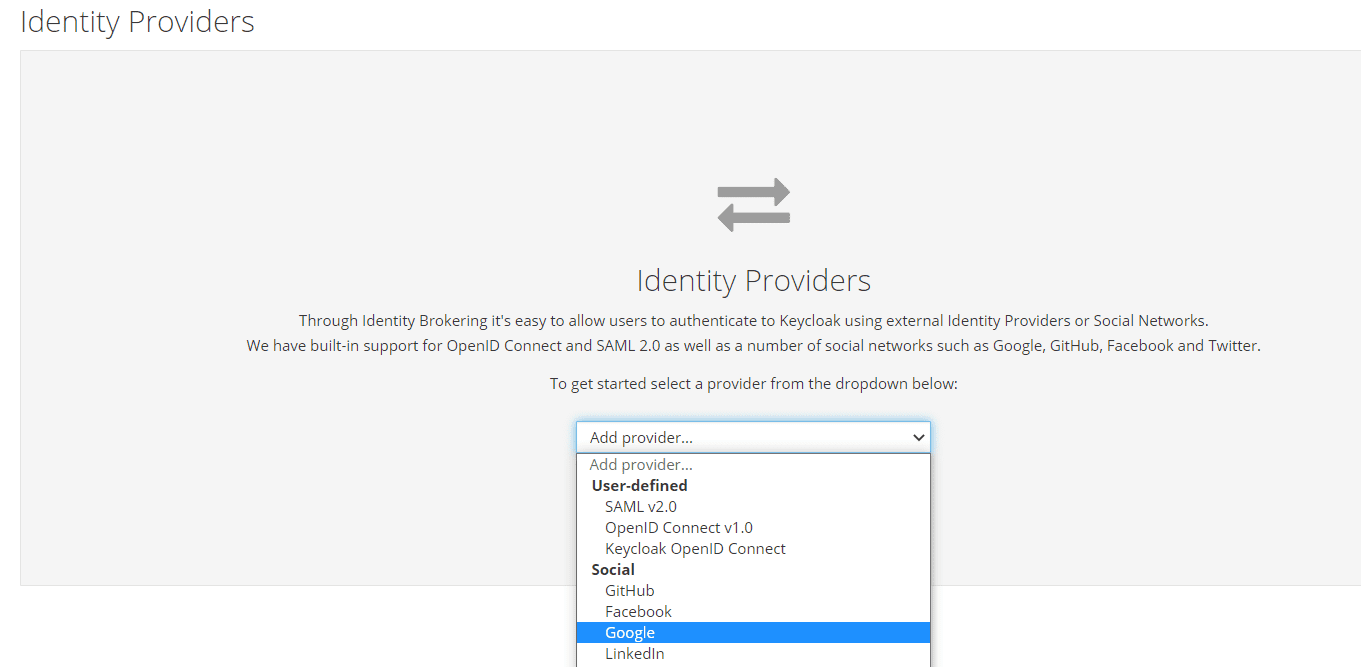 Identity Providers
Identity Providers
Through Identity Brokering it's easy to allow users to authenticate to Keycloak using external Identity Providers or Social Networks.
We have built-in support for OpenID Connect and SAML 2.0 as well as a number of social networks such as Google, GitHub, Facebook and Twitter.
To get started select a provider from the dropdown below:
Add provider...
Add provider...
User-defined
SAML v2.0
OpenID Connect v1.0
Keycloak OpenID Connect
Social
GitHub
Facebook
Google
LinkedIn